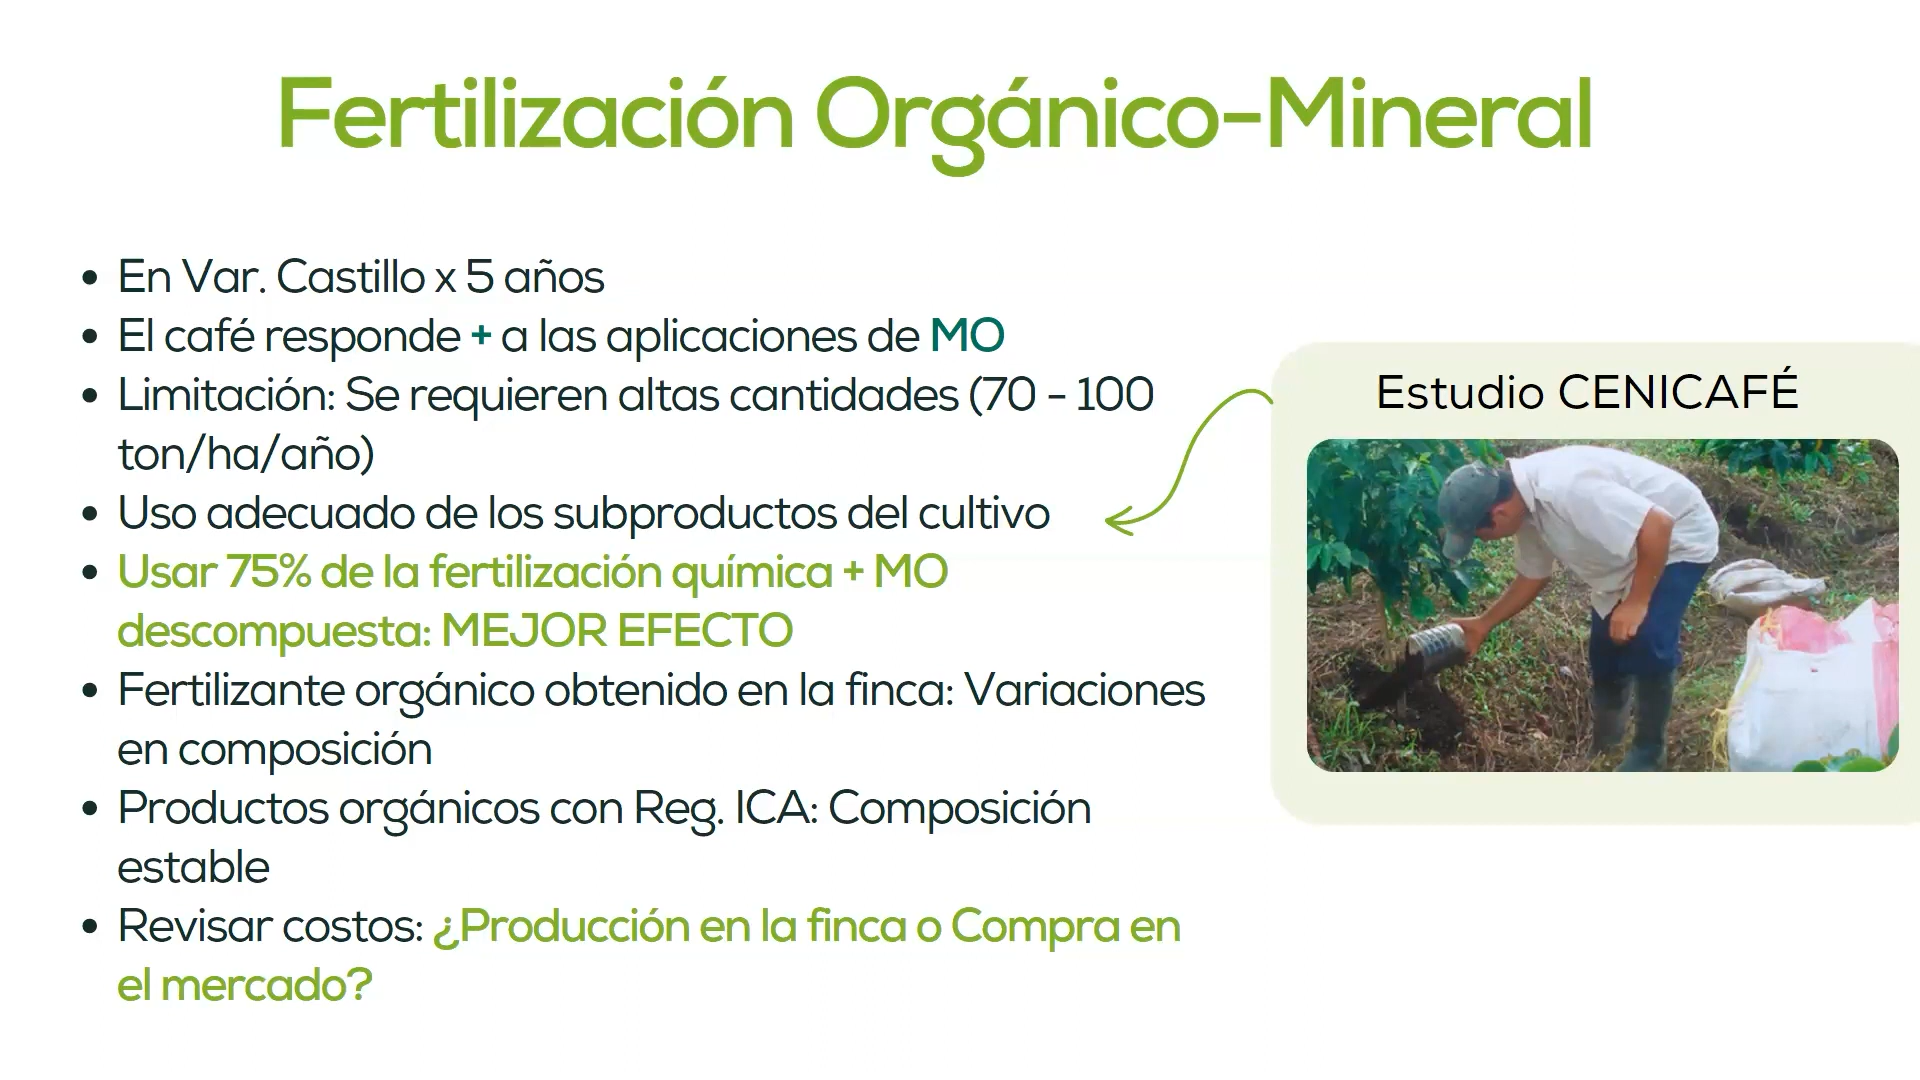 Fertilización Orgánico-Mineral
• En Var. Castillo x 5 años
• El café responde + a las aplicaciones de MO
• Limitación: Se requieren altas cantidades (70 - 100
ton/ha/año)
• Uso adecuado de los subproductos del cultivo
• Usar 75% de la fertilización química + MO
descompuesta: MEJOR EFECTO
• Fertilizante orgánico obtenido en la finca: Variaciones
en composición
• Productos orgánicos con Reg. ICA: Composición
estable
• Revisar costos: ¿Producción en la finca o Compra en
el mercado?
Estudio CENICAFÉ